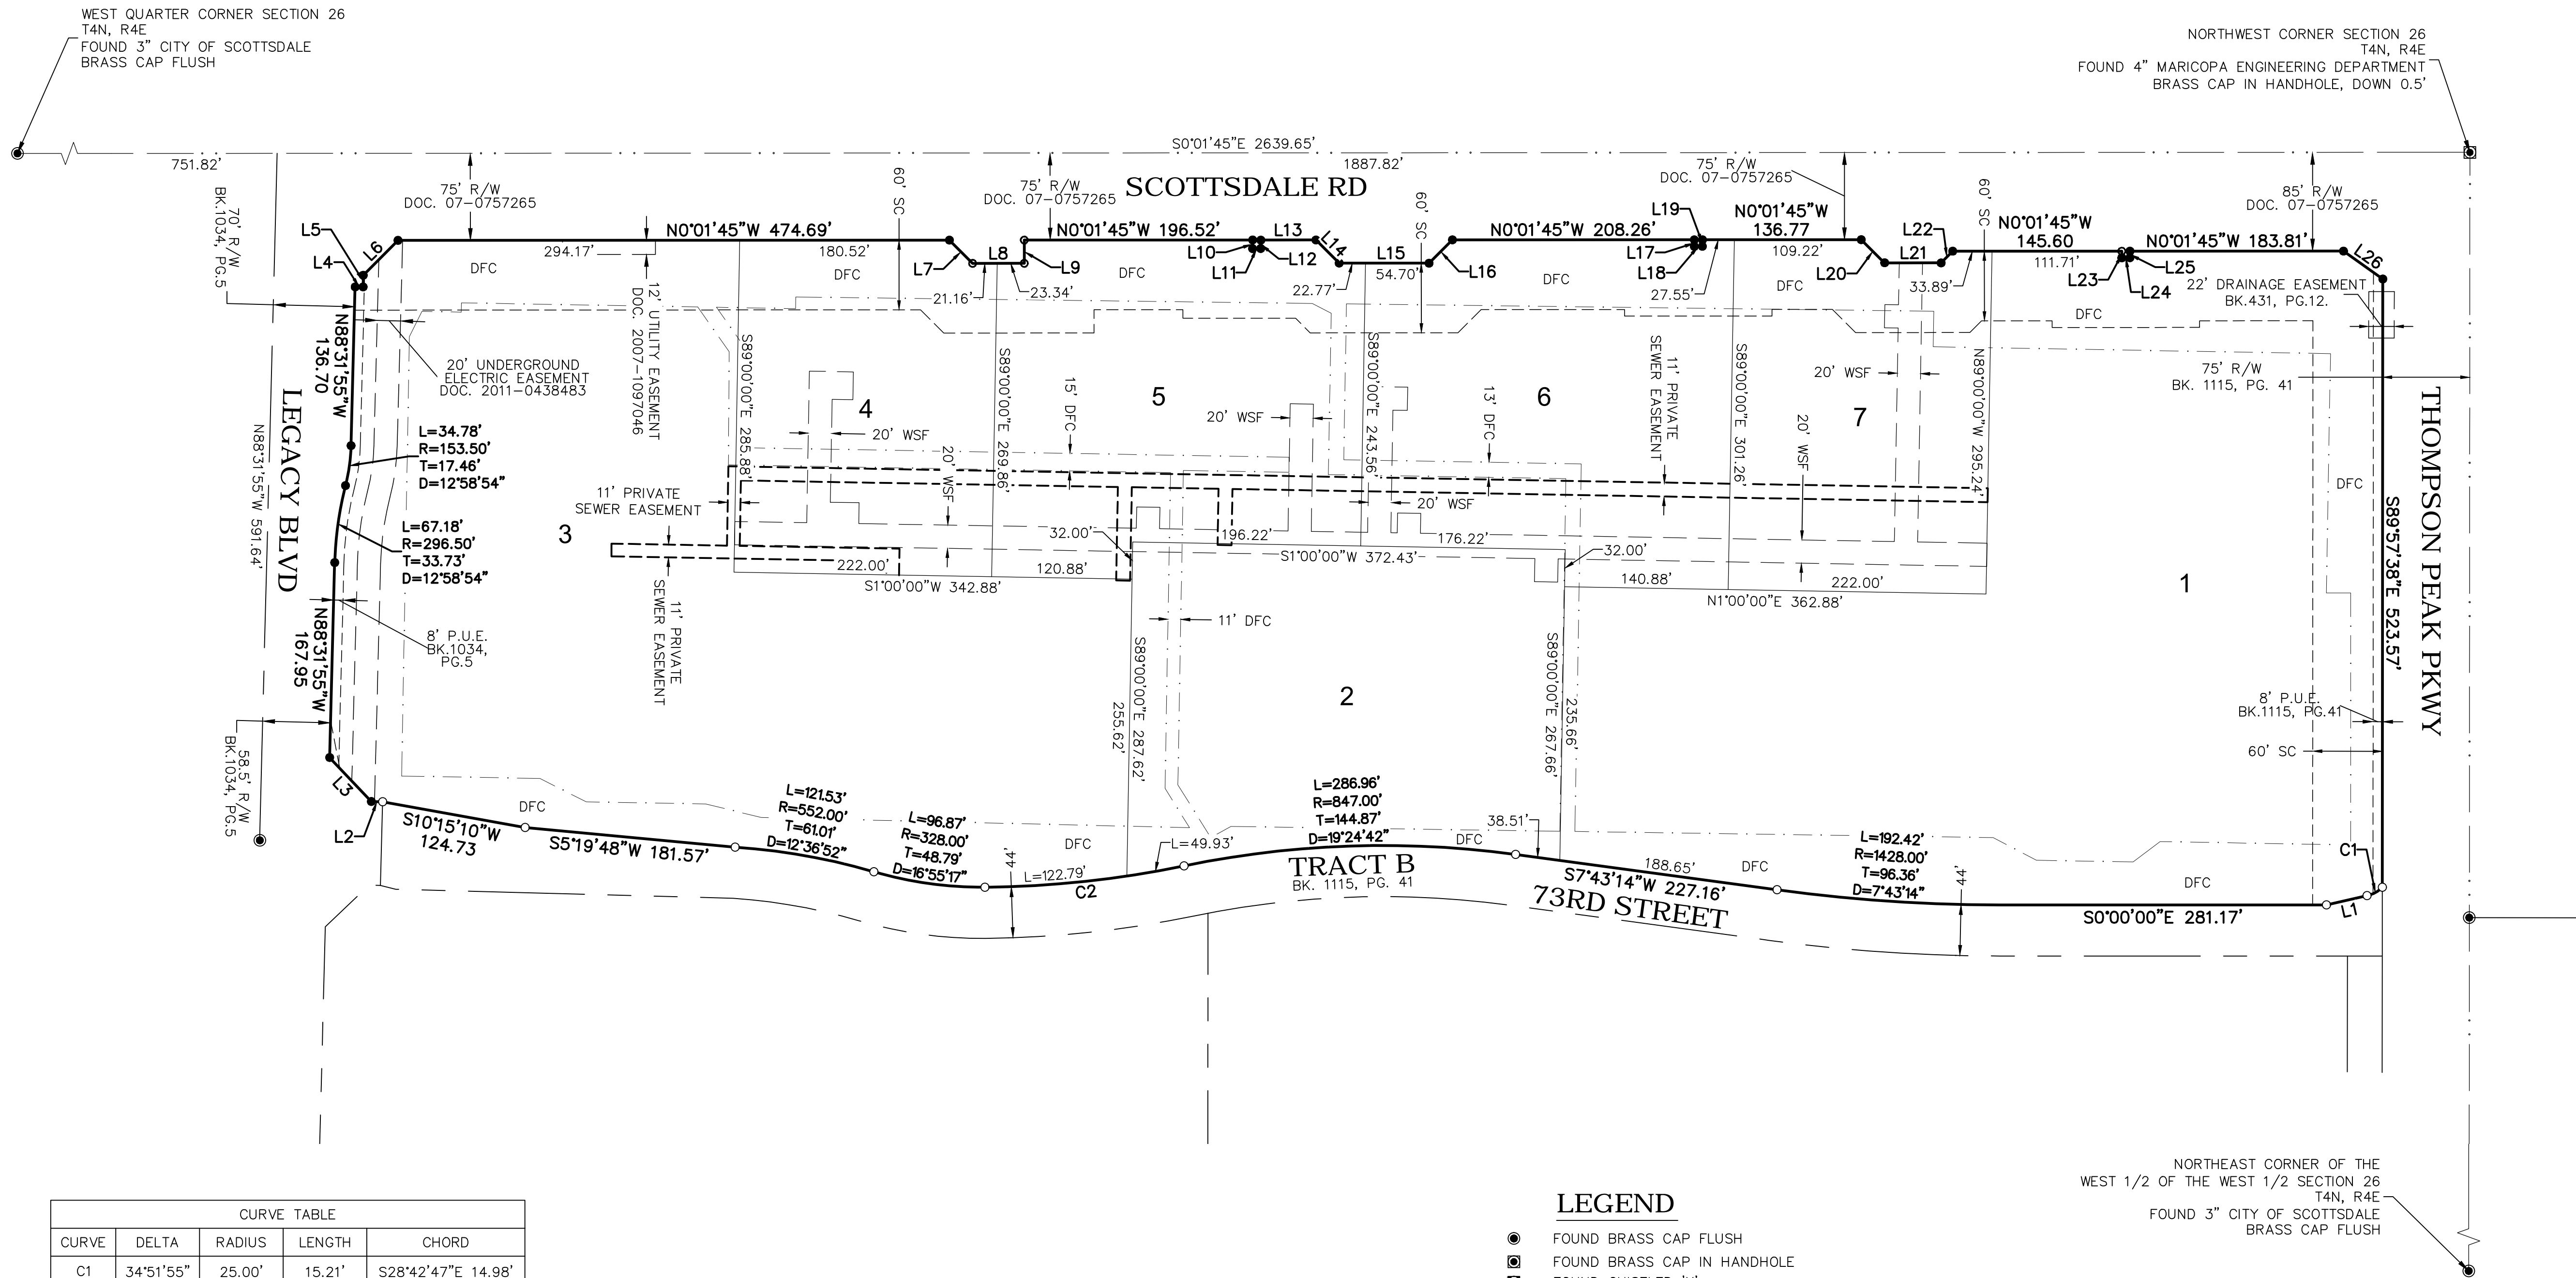 WEST QUARTER CORNER SECTION 26
T4N, R4E
FOUND 3" CITY OF SCOTTSDALE
BRASS CAP FLUSH
NORTHWEST CORNER SECTION 26
T4N, R4E
FOUND 4" MARICOPA ENGINEERING DEPARTMENT
BRASS CAP IN HANDHOLE, DOWN 0.5'
S0°01'45"E 2639.65'
751.82'
1887.82'
SCOTTSDALE RD
75' R/W
DOC. 07-0757265
75' R/W
DOC. 07-0757265
75' R/W
DOC. 07-0757265
85' R/W
DOC. 07-0757265
70' R/W
BK.1034, PG.5
60' SC
60' SC
60' SC
L5
L4
L6
N0°01'45"W 474.69'
294.17'
180.52'
DFC
DFC
L7
L8
L9
21.16'
23.34'
N0°01'45"W 196.52'
DFC
L10
L11
L12
L13
L14
L15
22.77'
54.70'
L16
N0°01'45"W 208.26'
DFC
L19
L17
L18
27.55'
N0°01'45"W
136.77
109.22'
DFC
L20
L21
L22
33.89'
N0°01'45"W
145.60
111.71'
L23
L24
L25
N0°01'45"W 183.81'
L26
DFC
22' DRAINAGE EASEMENT
BK.431, PG.12.
75' R/W
BK. 1115, PG. 41
THOMPSON PEAK PKWY
S89°57'38"E 523.57'
DFC
8' P.U.E.
BK.1115, PG.41
60' SC
LEGACY BLVD
N88°31'55"W 591.64'
N88°31'55"W
136.70
20' UNDERGROUND
ELECTRIC EASEMENT
DOC. 2011-0438483
12' UTILITY EASEMENT
DOC. 2007-1097046
L=34.78'
R=153.50'
T=17.46'
D=12°58'54"
L=67.18'
R=296.50'
T=33.73'
D=12°58'54"
N88°31'55"W
167.95
8' P.U.E.
BK.1034,
PG.5
58.5' R/W
BK.1034, PG.5
S89°00'00"E 285.88'
S89°00'00"E 269.86'
S89°00'00"E 243.56'
S89°00'00"E 301.26'
N89°00'00"W 295.24'
4
5
6
7
3
2
1
20' WSF
20' WSF
20' WSF
20' WSF
20' WSF
20' WSF
15' DFC
13' DFC
11' DFC
11' PRIVATE
SEWER EASEMENT
11' PRIVATE
SEWER EASEMENT
11' PRIVATE
SEWER EASEMENT
32.00'
32.00'
196.22'
176.22'
S1°00'00"W 372.43'
222.00'
120.88'
S1°00'00"W 342.88'
140.88'
222.00'
N1°00'00"E 362.88'
S89°00'00"E 287.62'
255.62'
S89°00'00"E 267.66'
235.66'
L3
L2
S10°15'10"W
124.73
DFC
S5°19'48"W 181.57'
L=121.53'
R=552.00'
T=61.01'
D=12°36'52"
L=96.87'
R=328.00'
T=48.79'
D=16°55'17"
44'
L=122.79'
C2
DFC
L=49.93'
L=286.96'
R=847.00'
T=144.87'
D=19°24'42"
TRACT B
BK. 1115, PG. 41
DFC
38.51'
188.65'
S7°43'14"W 227.16'
73RD STREET
DFC
L=192.42'
R=1428.00'
T=96.36'
D=7°43'14"
44'
DFC
S0°00'00"E 281.17'
L1
C1
NORTHEAST CORNER OF THE
WEST 1/2 OF THE WEST 1/2 SECTION 26
T4N, R4E
FOUND 3" CITY OF SCOTTSDALE
BRASS CAP FLUSH
CURVE TABLE
CURVE DELTA RADIUS LENGTH CHORD
C1 34°51'55" 25.00' 15.21' S28°42'47"E 14.98'
LEGEND
FOUND BRASS CAP FLUSH
FOUND BRASS CAP IN HANDHOLE